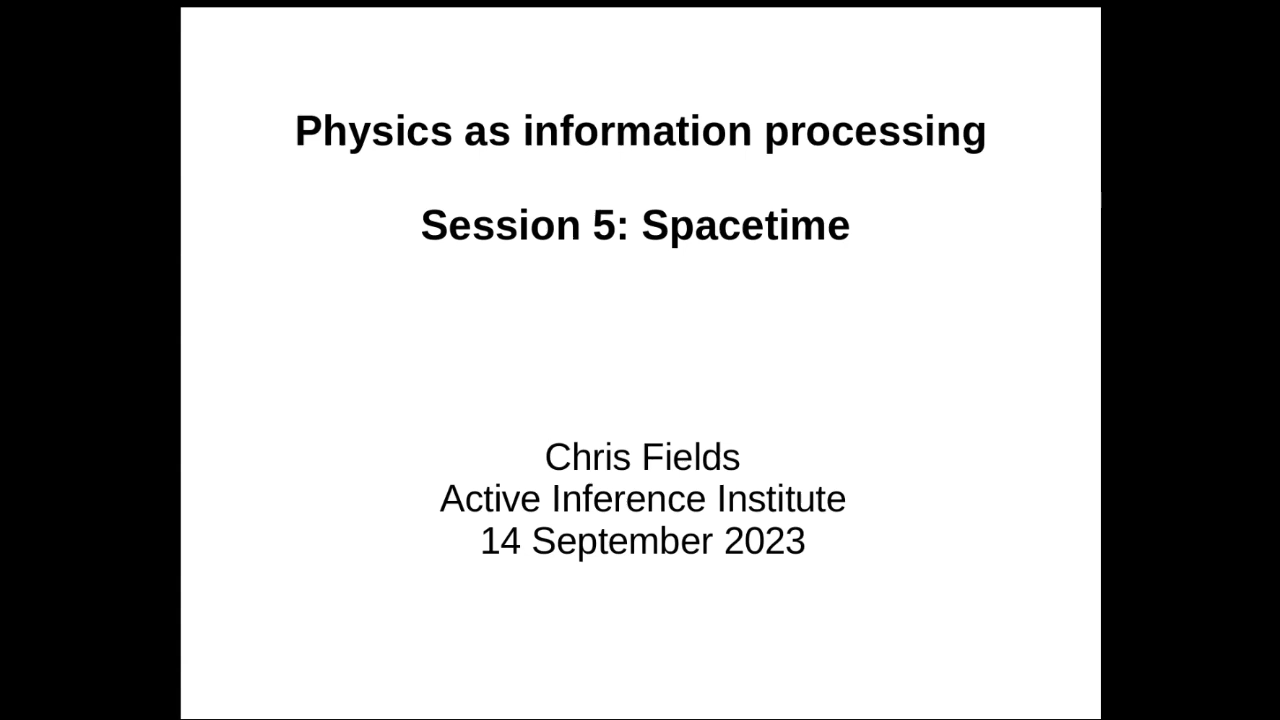 Physics as information processing
Session 5: Spacetime
Chris Fields
Active Inference Institute
14 September 2023